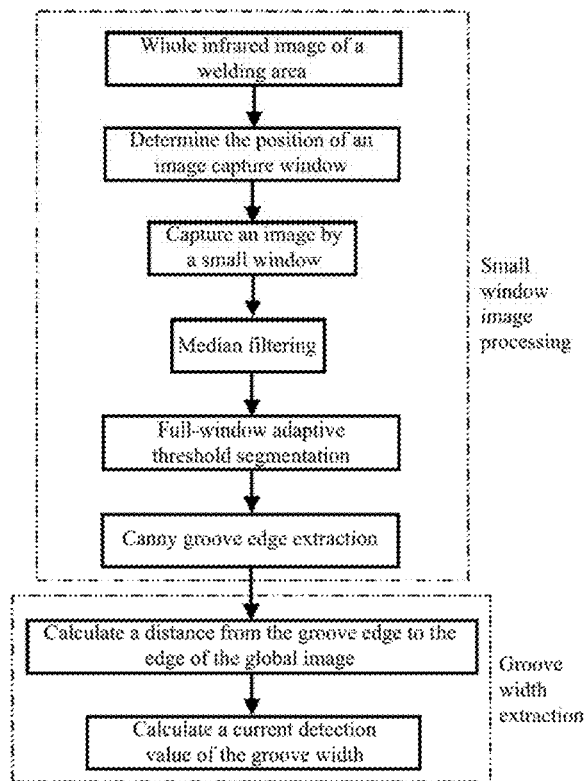 Whole infrared image of a
welding area
Determine the position of an
image capture window
Capture an image by
a small window
Small
window
image
processing
Median filtering
Full-window adaptive
threshold segmentation
Canny groove edge extraction
Calculate a distance from the groove edge to the
edge of the global image
Groove
width
extraction
Calculate a current detection
value of the groove width